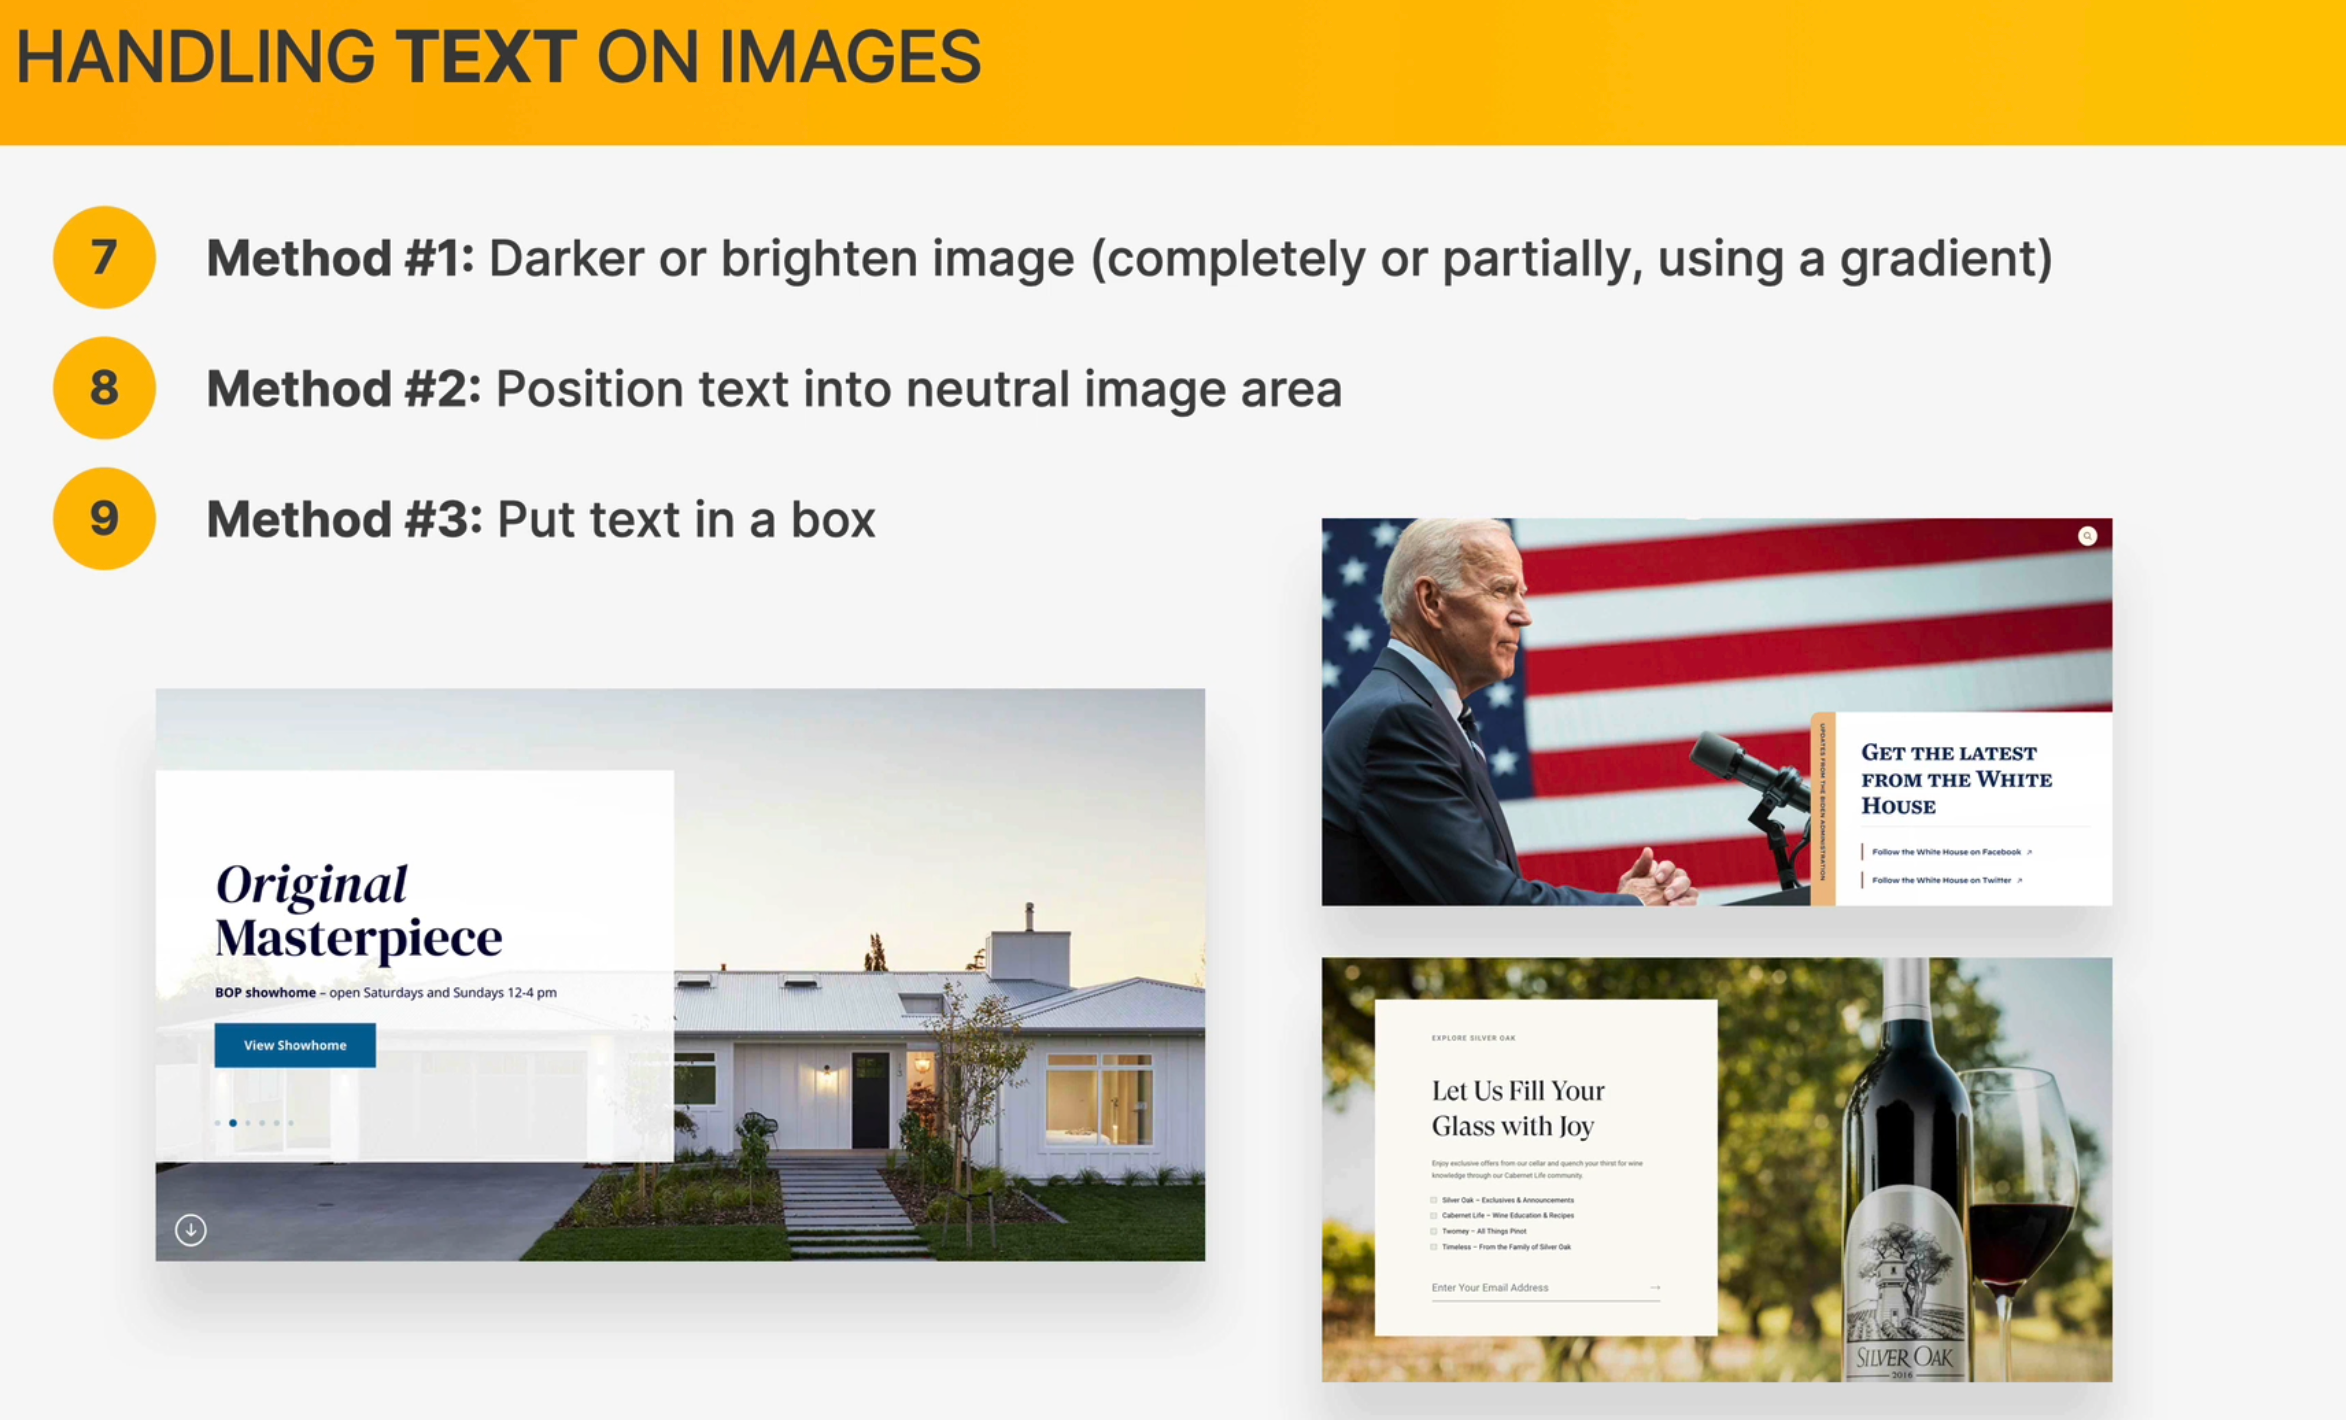 HANDLING TEXT ON IMAGES
7
Method #1: Darker or brighten image (completely or partially, using a gradient)
8
Method #2: Position text into neutral image area
9
Method #3: Put text in a box
Original
Masterpiece
BOP showhome – open Saturdays and Sundays 12-4 pm
View Showhome
UPDATES FROM THE BIDEN ADMINISTRATION
GET THE LATEST
FROM THE WHITE
HOUSE
Follow the White House on Facebook ↗
Follow the White House on Twitter ↗
EXPLORE SILVER OAK
Let Us Fill Your
Glass with Joy
Enjoy exclusive offers from our cellar and quench your thirst for wine
knowledge through our Cabernet Life community.
Silver Oak – Exclusives & Announcements
Cabernet Life – Wine Education & Recipes
Twomey – All Things Pinot
Timeless – From the Family of Silver Oak
Enter Your Email Address →
SILVER OAK
2016